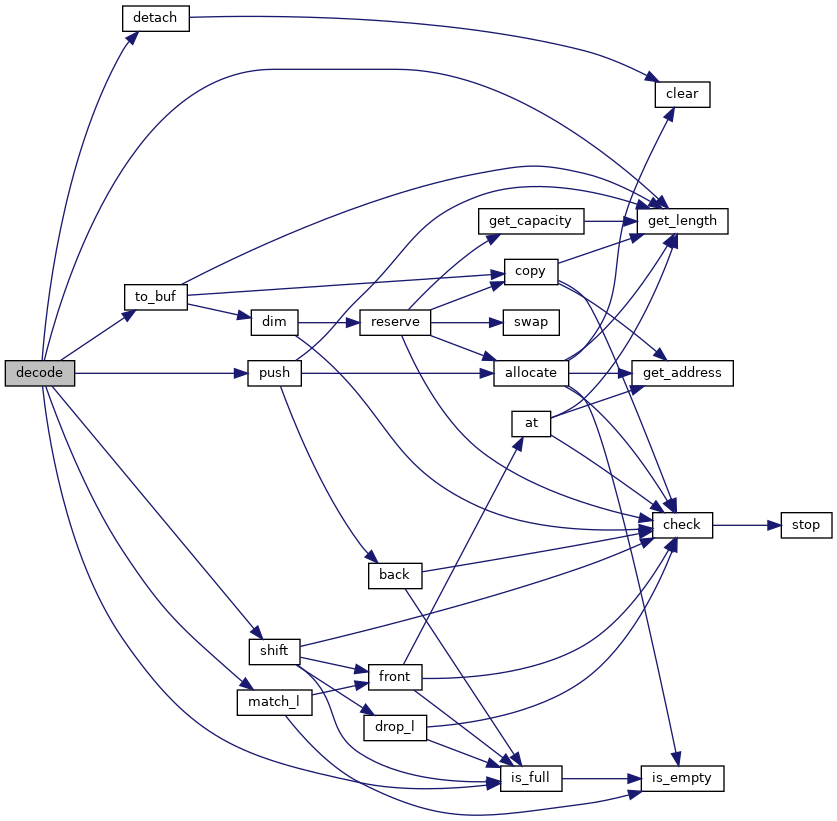 detach
clear
get_capacity
get_length
copy
to_buf
dim
reserve
swap
decode
push
allocate
get_address
at
check
stop
back
shift
front
match_l
drop_l
is_full
is_empty